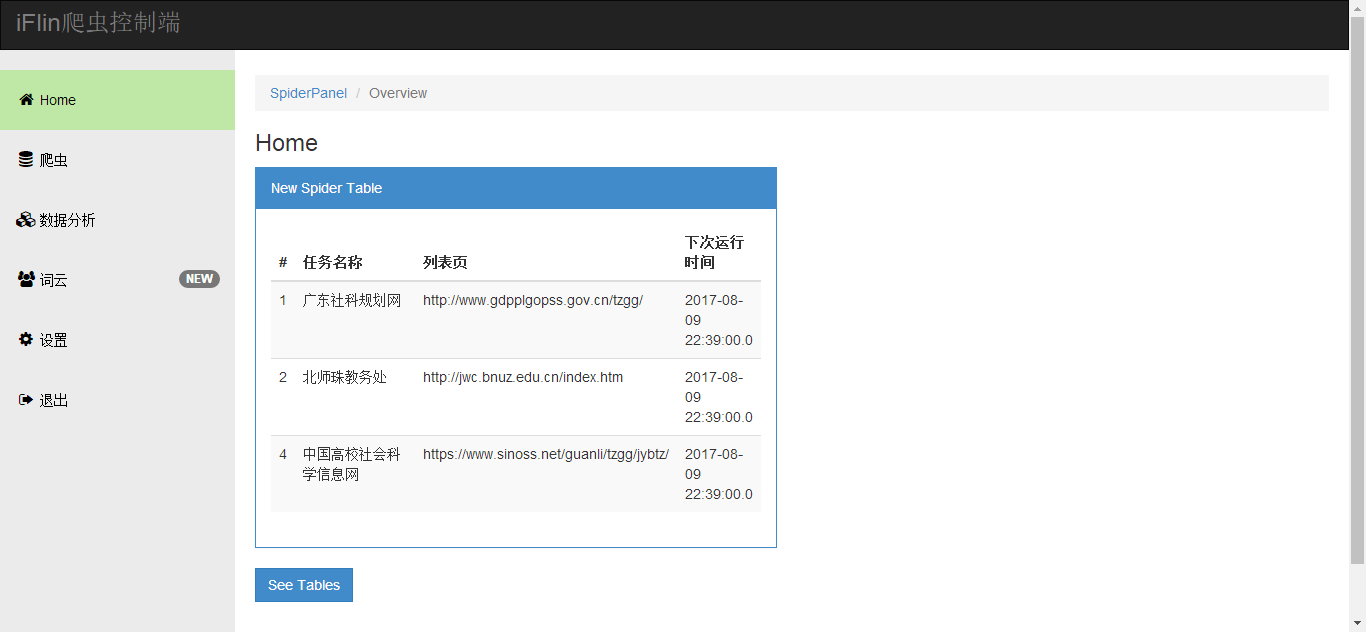 iFlin爬虫控制端
Home
爬虫
数据分析
词云 NEW
设置
退出
SpiderPanel / Overview
Home
New Spider Table
# 任务名称 列表页 下次运行
时间
1 广东社科规划网 http://www.gdpplgopss.gov.cn/tzgg/ 2017-08-
09
22:39:00.0
2 北师珠教务处 http://jwc.bnuz.edu.cn/index.htm 2017-08-
09
22:39:00.0
4 中国高校社会科 https://www.sinoss.net/guanli/tzgg/jybtz/ 2017-08-
学信息网 09
22:39:00.0
See Tables